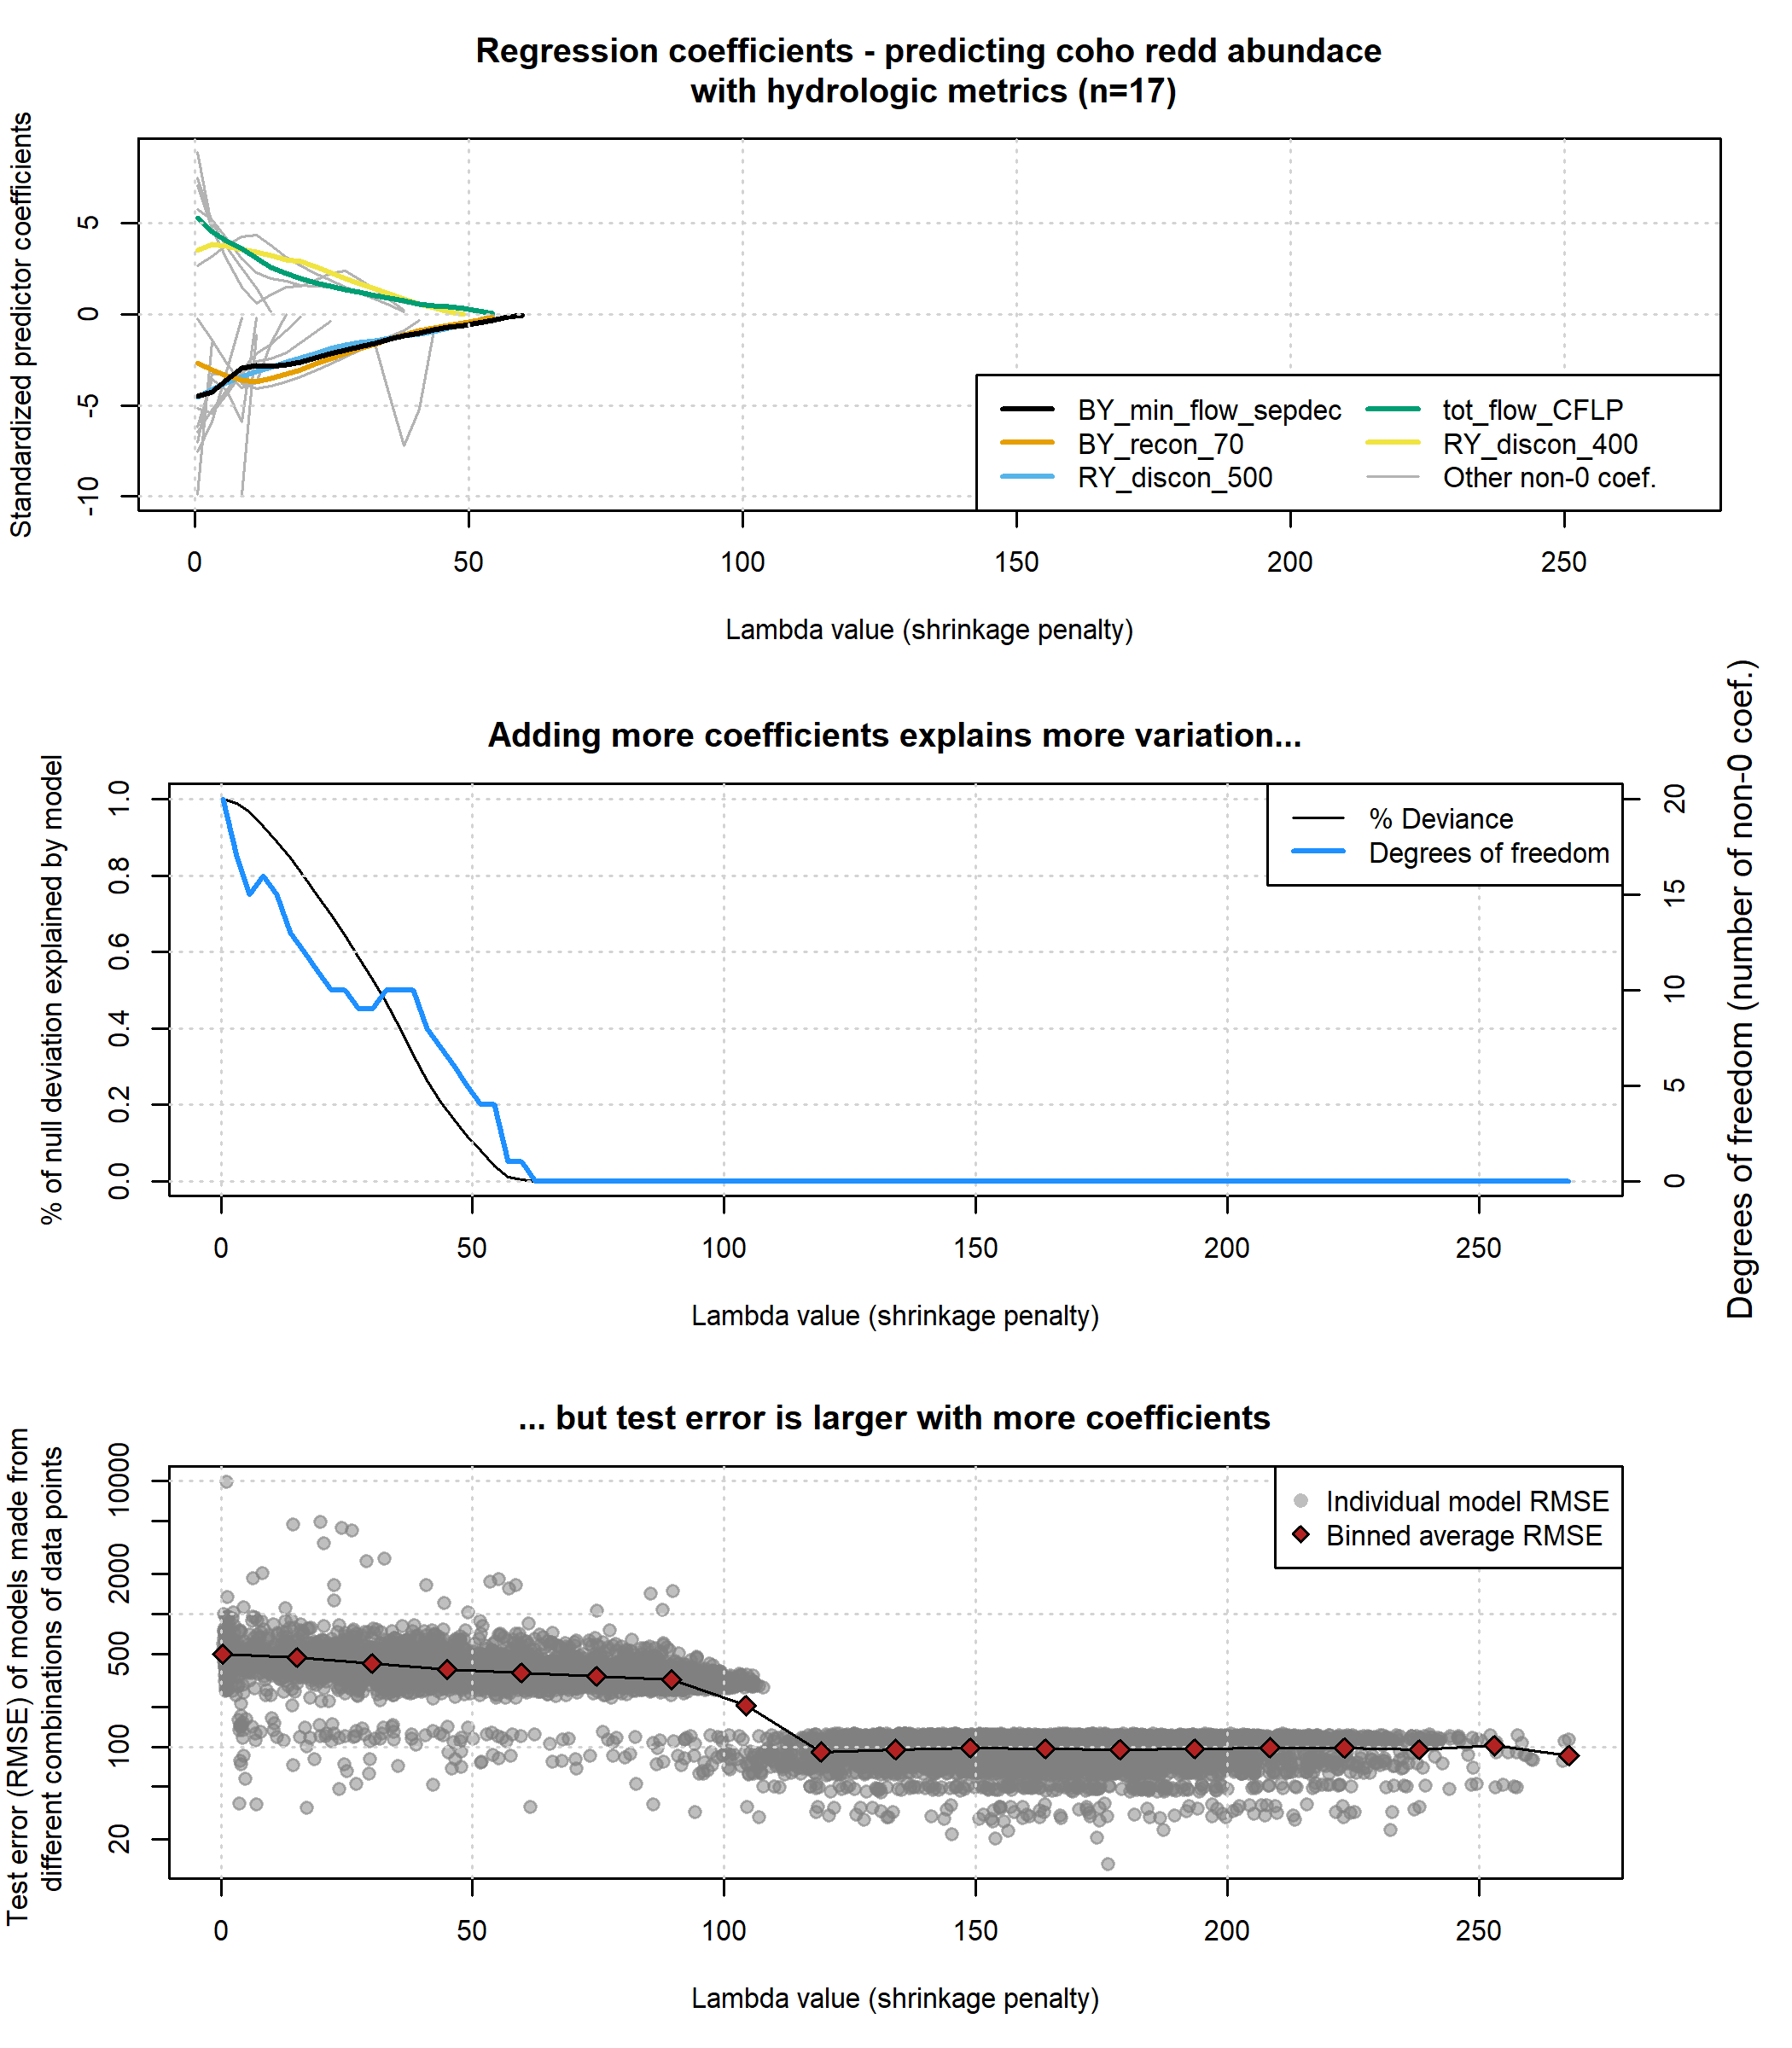 Regression coefficients - predicting coho redd abundace
with hydrologic metrics (n=17)
Standardized predictor coefficients
5
0
-5
-10
BY_min_flow_sepdec
BY_recon_70
RY_discon_500
tot_flow_CFLP
RY_discon_400
Other non-0 coef.
0 50 100 150 200 250
Lambda value (shrinkage penalty)
Adding more coefficients explains more variation...
% of null deviation explained by model
1.0
0.8
0.6
0.4
0.2
0.0
% Deviance
Degrees of freedom
20
15
10
5
0
Degrees of freedom (number of non-0 coef.)
0 50 100 150 200 250
Lambda value (shrinkage penalty)
... but test error is larger with more coefficients
Test error (RMSE) of models made from
different combinations of data points
10000
2000
500
100
20
Individual model RMSE
Binned average RMSE
0 50 100 150 200 250
Lambda value (shrinkage penalty)